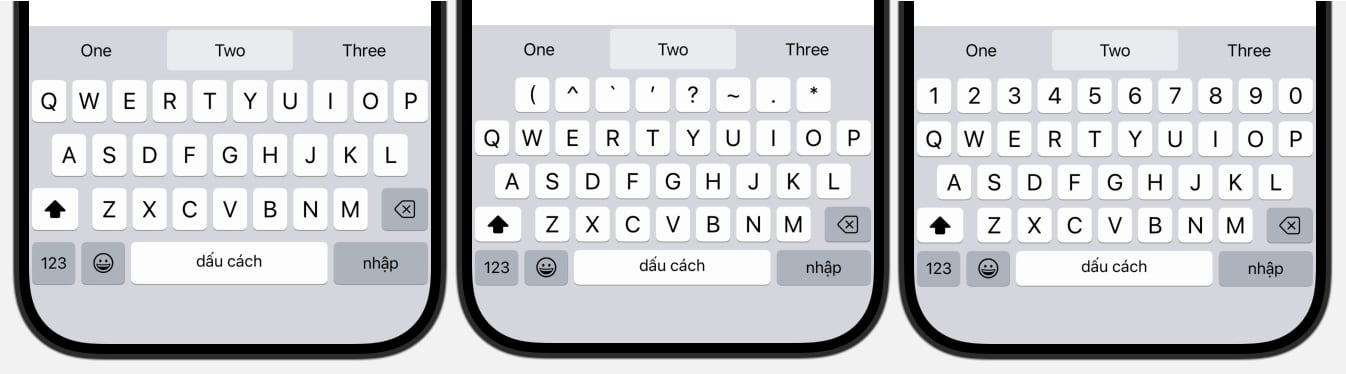 One Two Three
Q W E R T Y U I O P
A S D F G H J K L
Z X C V B N M
123 dấu cách nhập
One Two Three
( ^ ` ′ ? ~ . *
Q W E R T Y U I O P
A S D F G H J K L
Z X C V B N M
123 dấu cách nhập
One Two Three
1 2 3 4 5 6 7 8 9 0
Q W E R T Y U I O P
A S D F G H J K L
Z X C V B N M
123 dấu cách nhập